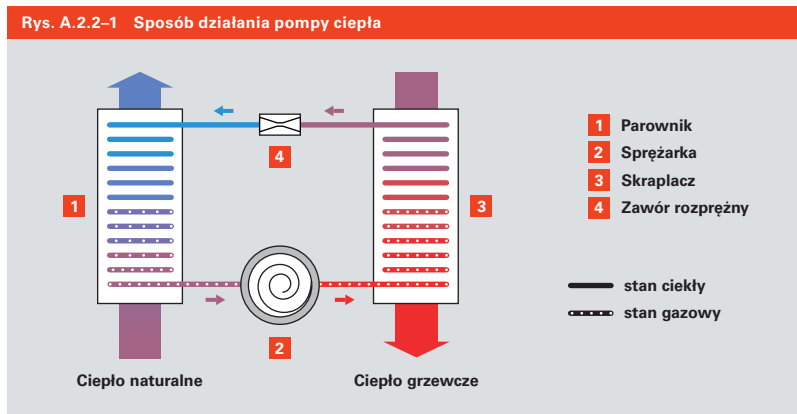 Rys. A.2.2–1 Sposób działania pompy ciepła
4
1
3
2
Ciepło naturalne
Ciepło grzewcze
1 Parownik
2 Sprężarka
3 Skraplacz
4 Zawór rozprężny
stan ciekły
stan gazowy